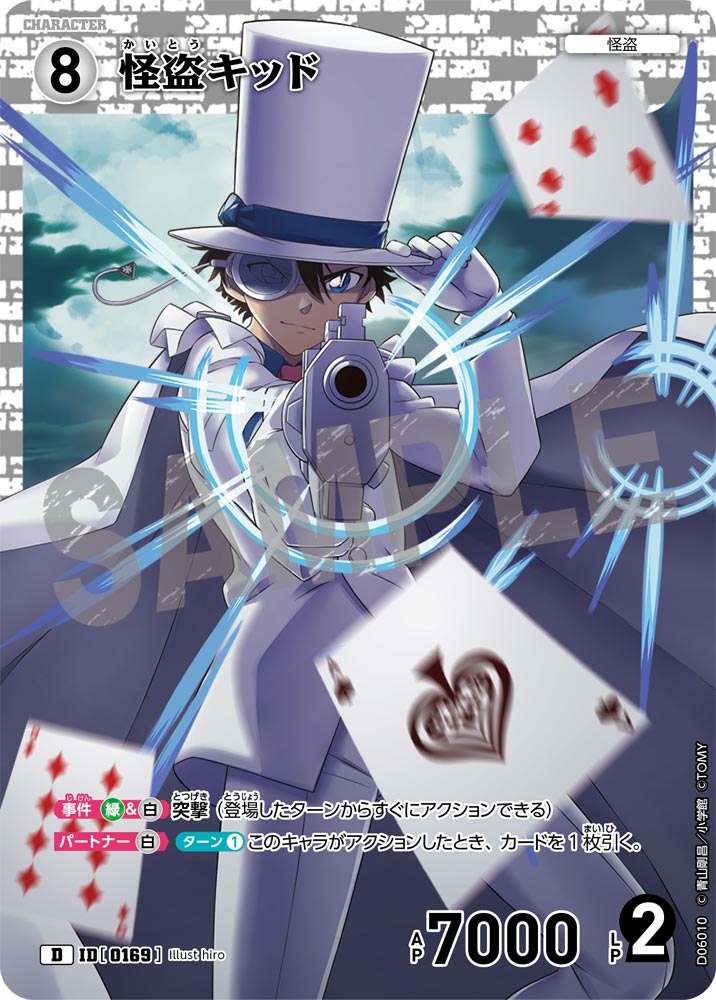 CHARACTER
怪盗
8
かいとう
怪盗キッド
SAMPLE
じけん とつげき とうじょう
事件 緑&白 突撃 (登場したターンからすぐにアクションできる)
まい ひ
パートナー 白 ターン1 このキャラがアクションしたとき、カードを1枚引く。
D ID[0169] Illust hiro
AP 7000 LP 2
D06010 © 青山剛昌/小学館 ©TOMY